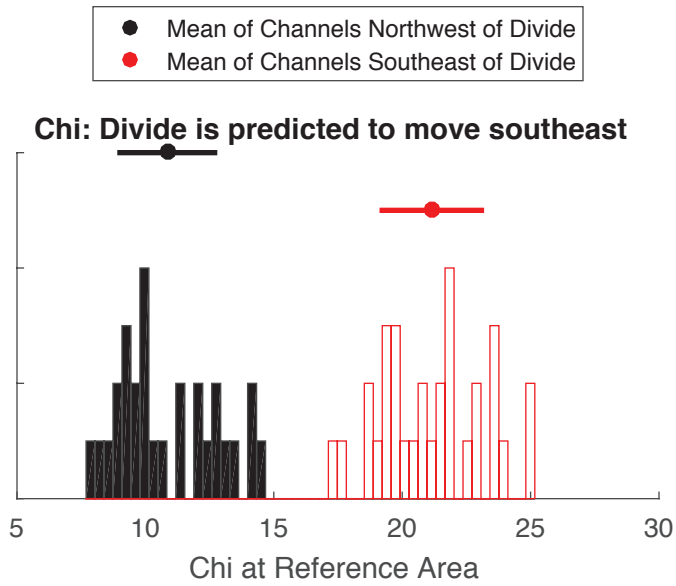 Mean of Channels Northwest of Divide
Mean of Channels Southeast of Divide
Chi: Divide is predicted to move southeast
5 10 15 20 25 30
Chi at Reference Area